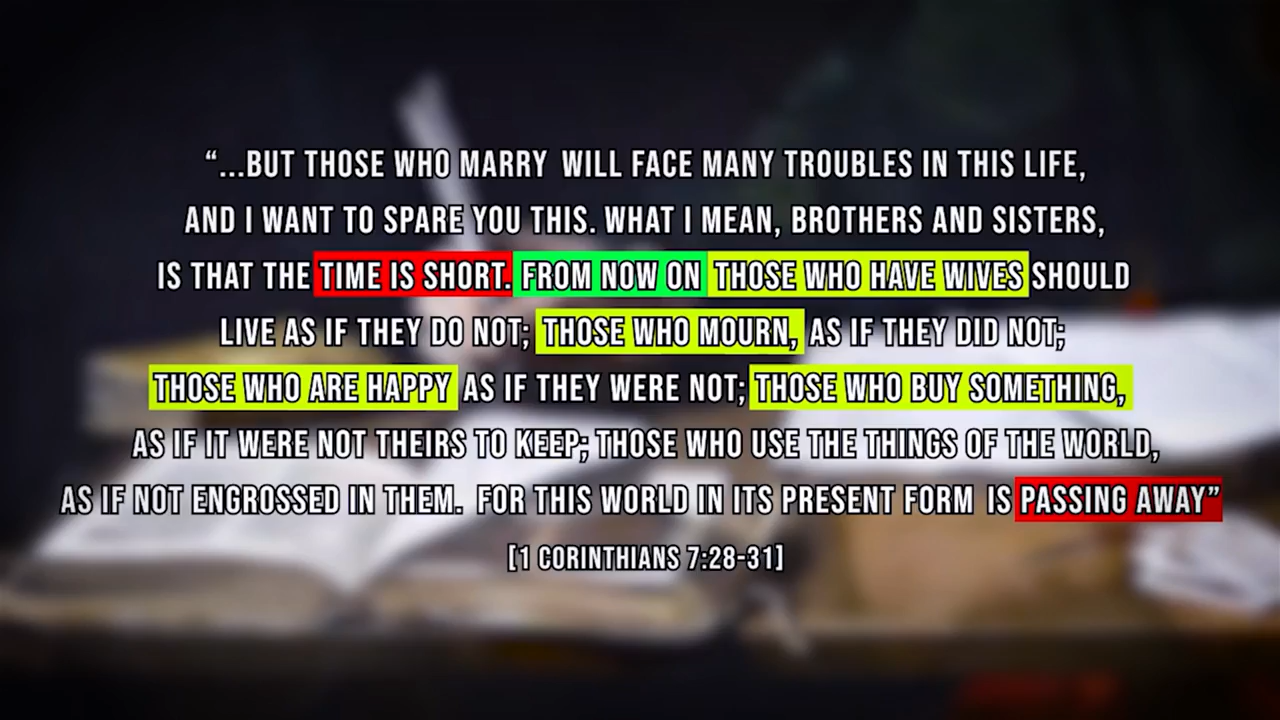 “...BUT THOSE WHO MARRY WILL FACE MANY TROUBLES IN THIS LIFE,
AND I WANT TO SPARE YOU THIS. WHAT I MEAN, BROTHERS AND SISTERS,
IS THAT THE TIME IS SHORT. FROM NOW ON THOSE WHO HAVE WIVES SHOULD
LIVE AS IF THEY DO NOT; THOSE WHO MOURN, AS IF THEY DID NOT;
THOSE WHO ARE HAPPY AS IF THEY WERE NOT; THOSE WHO BUY SOMETHING,
AS IF IT WERE NOT THEIRS TO KEEP; THOSE WHO USE THE THINGS OF THE WORLD,
AS IF NOT ENGROSSED IN THEM. FOR THIS WORLD IN ITS PRESENT FORM IS PASSING AWAY”
[1 CORINTHIANS 7:28-31]